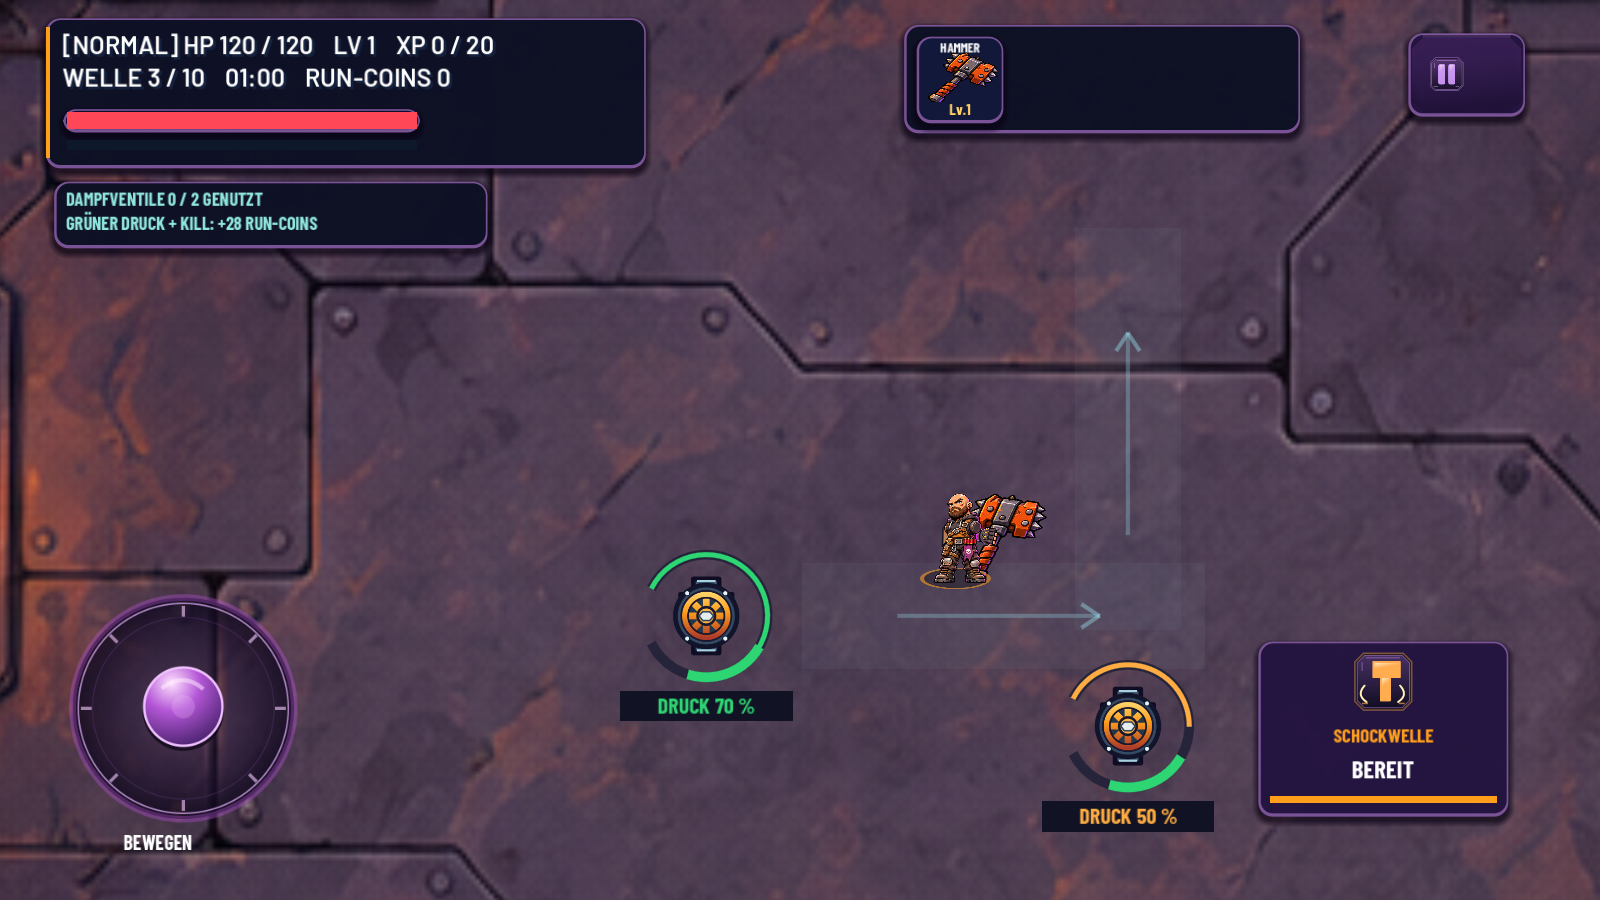 [NORMAL] HP 120 / 120 LV 1 XP 0 / 20
WELLE 3 / 10 01:00 RUN-COINS 0
DAMPFVENTILE 0 / 2 GENUTZT
GRÜNER DRUCK + KILL: +28 RUN-COINS
HAMMER
Lv.1
DRUCK 70 %
DRUCK 50 %
SCHOCKWELLE
BEREIT
BEWEGEN